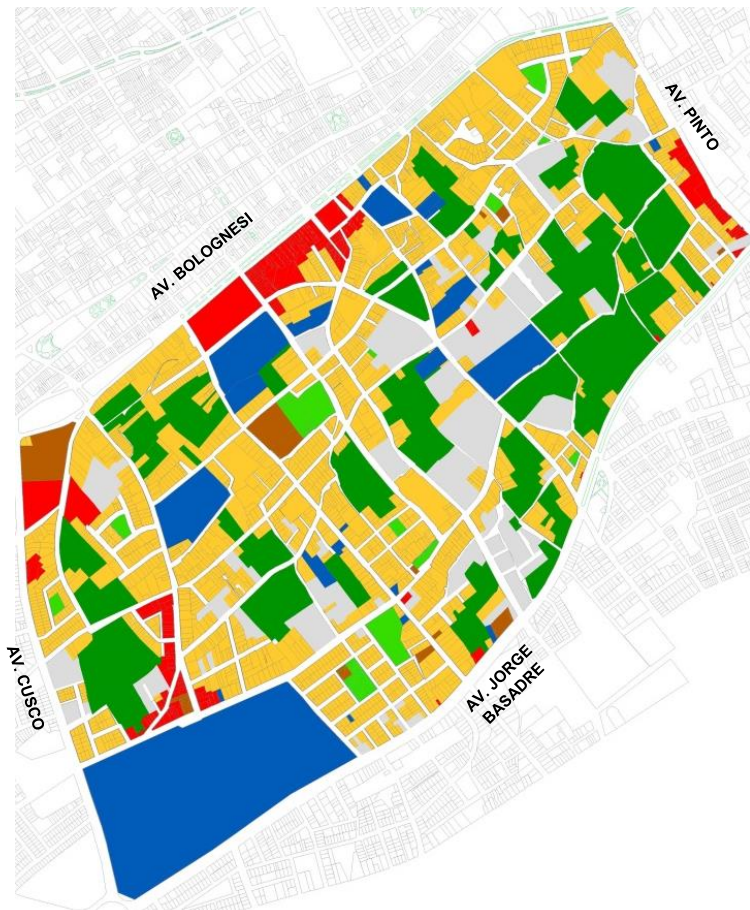 AV. PINTO
AV. BOLOGNESI
AV. CUSCO
AV. JORGE
BASADRE